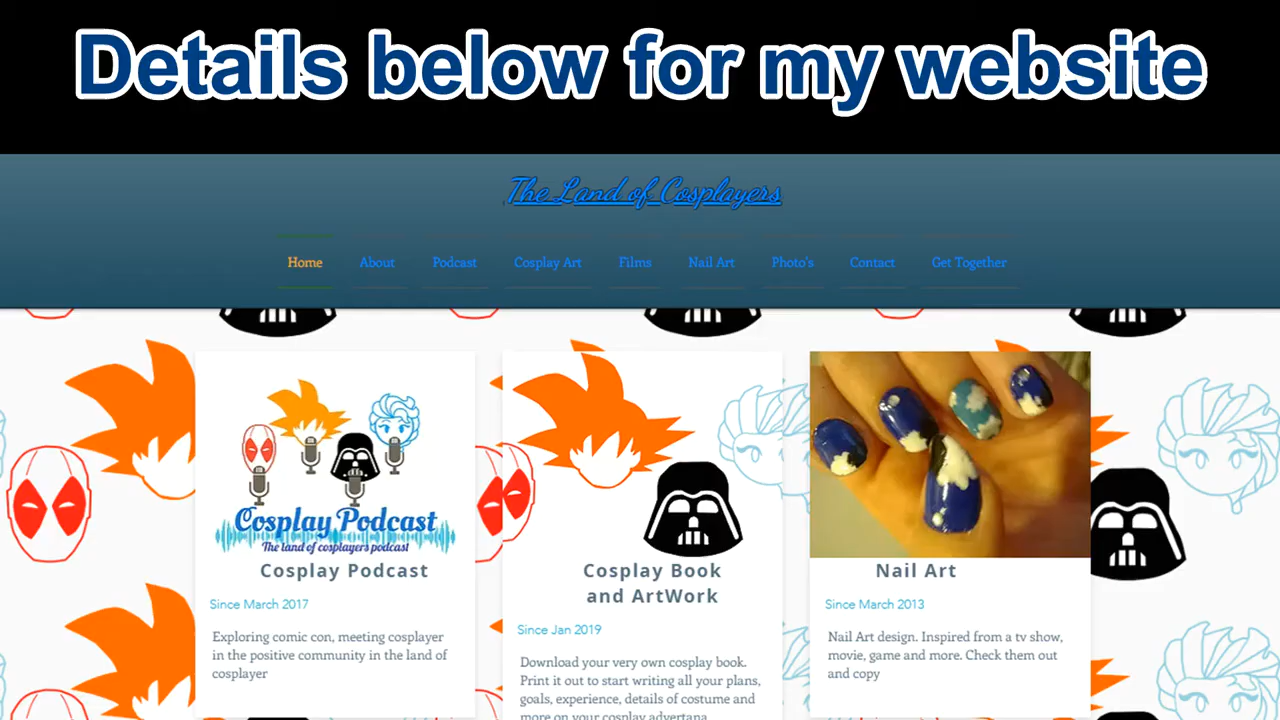 Details below for my website
The Land of Cosplayers
Home About Podcast Cosplay Art Films Nail Art Photo's Contact Get Together
Cosplay Podcast
The land of cosplayers podcast
Cosplay Podcast
Since March 2017
Exploring comic con, meeting cosplayer
in the positive community in the land of
cosplayer
Cosplay Book
and ArtWork
Since Jan 2019
Download your very own cosplay book.
Print it out to start writing all your plans,
goals, experience, details of costume and
more on your cosplay advertana
Nail Art
Since March 2013
Nail Art design. Inspired from a tv show,
movie, game and more. Check them out
and copy